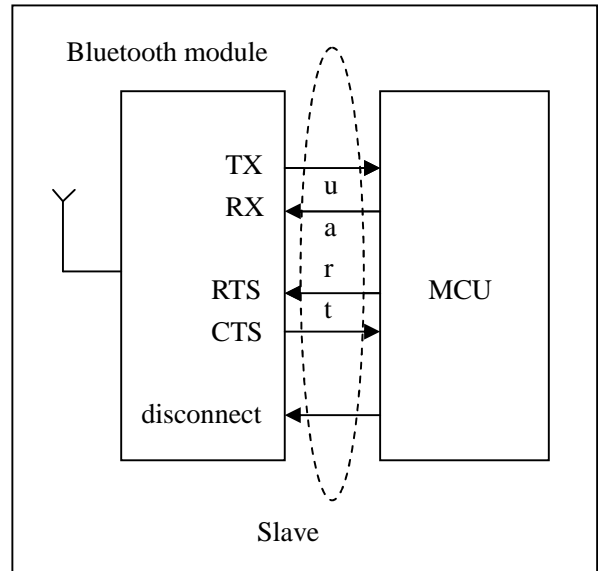 Bluetooth module
TX
u
RX
a
r
RTS
MCU
t
CTS
disconnect
Slave